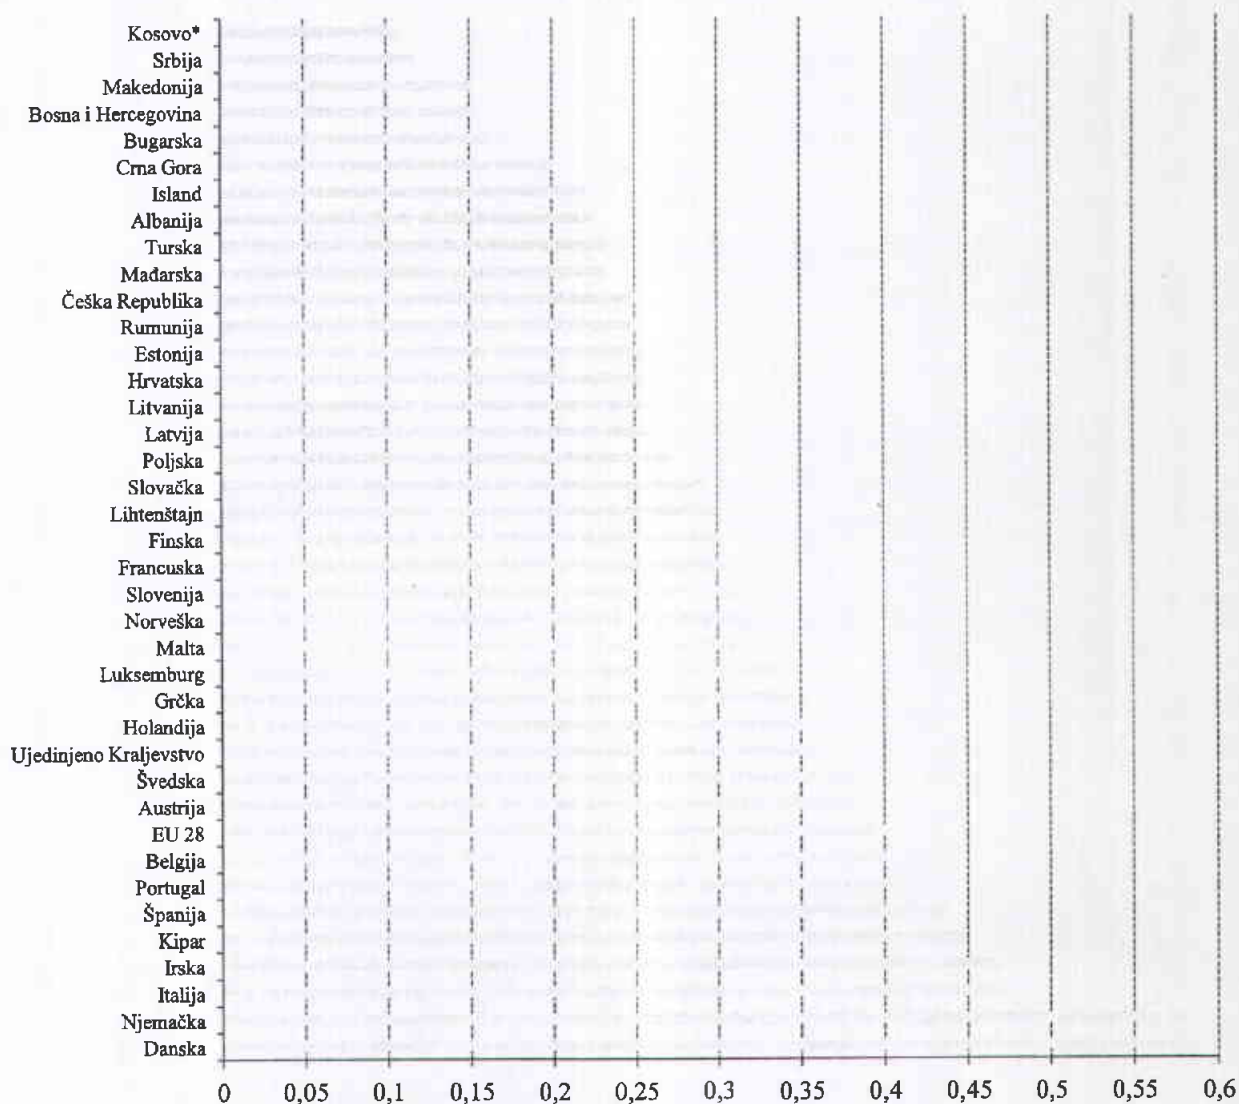 Kosovo*
Srbija
Makedonija
Bosna i Hercegovina
Bugarska
Crna Gora
Island
Albanija
Turska
Mađarska
Češka Republika
Rumunija
Estonija
Hrvatska
Litvanija
Latvija
Poljska
Slovačka
Lihtenštajn
Finska
Francuska
Slovenija
Norveška
Malta
Luksemburg
Grčka
Holandija
Ujedinjeno Kraljevstvo
Švedska
Austrija
EU 28
Belgija
Portugal
Španija
Kipar
Irska
Italija
Njemačka
Danska
0 0,05 0,1 0,15 0,2 0,25 0,3 0,35 0,4 0,45 0,5 0,55 0,6